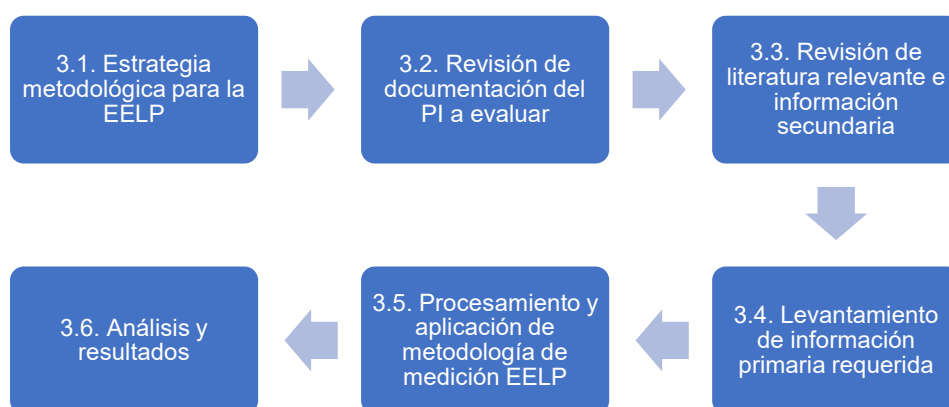 3.1. Estrategia
metodológica para la
EELP
3.2. Revisión de
documentación del
PI a evaluar
3.3. Revisión de
literatura relevante e
información
secundaria
3.4. Levantamiento
de información
primaria requerida
3.5. Procesamiento y
aplicación de
metodología de
medición EELP
3.6. Análisis y
resultados